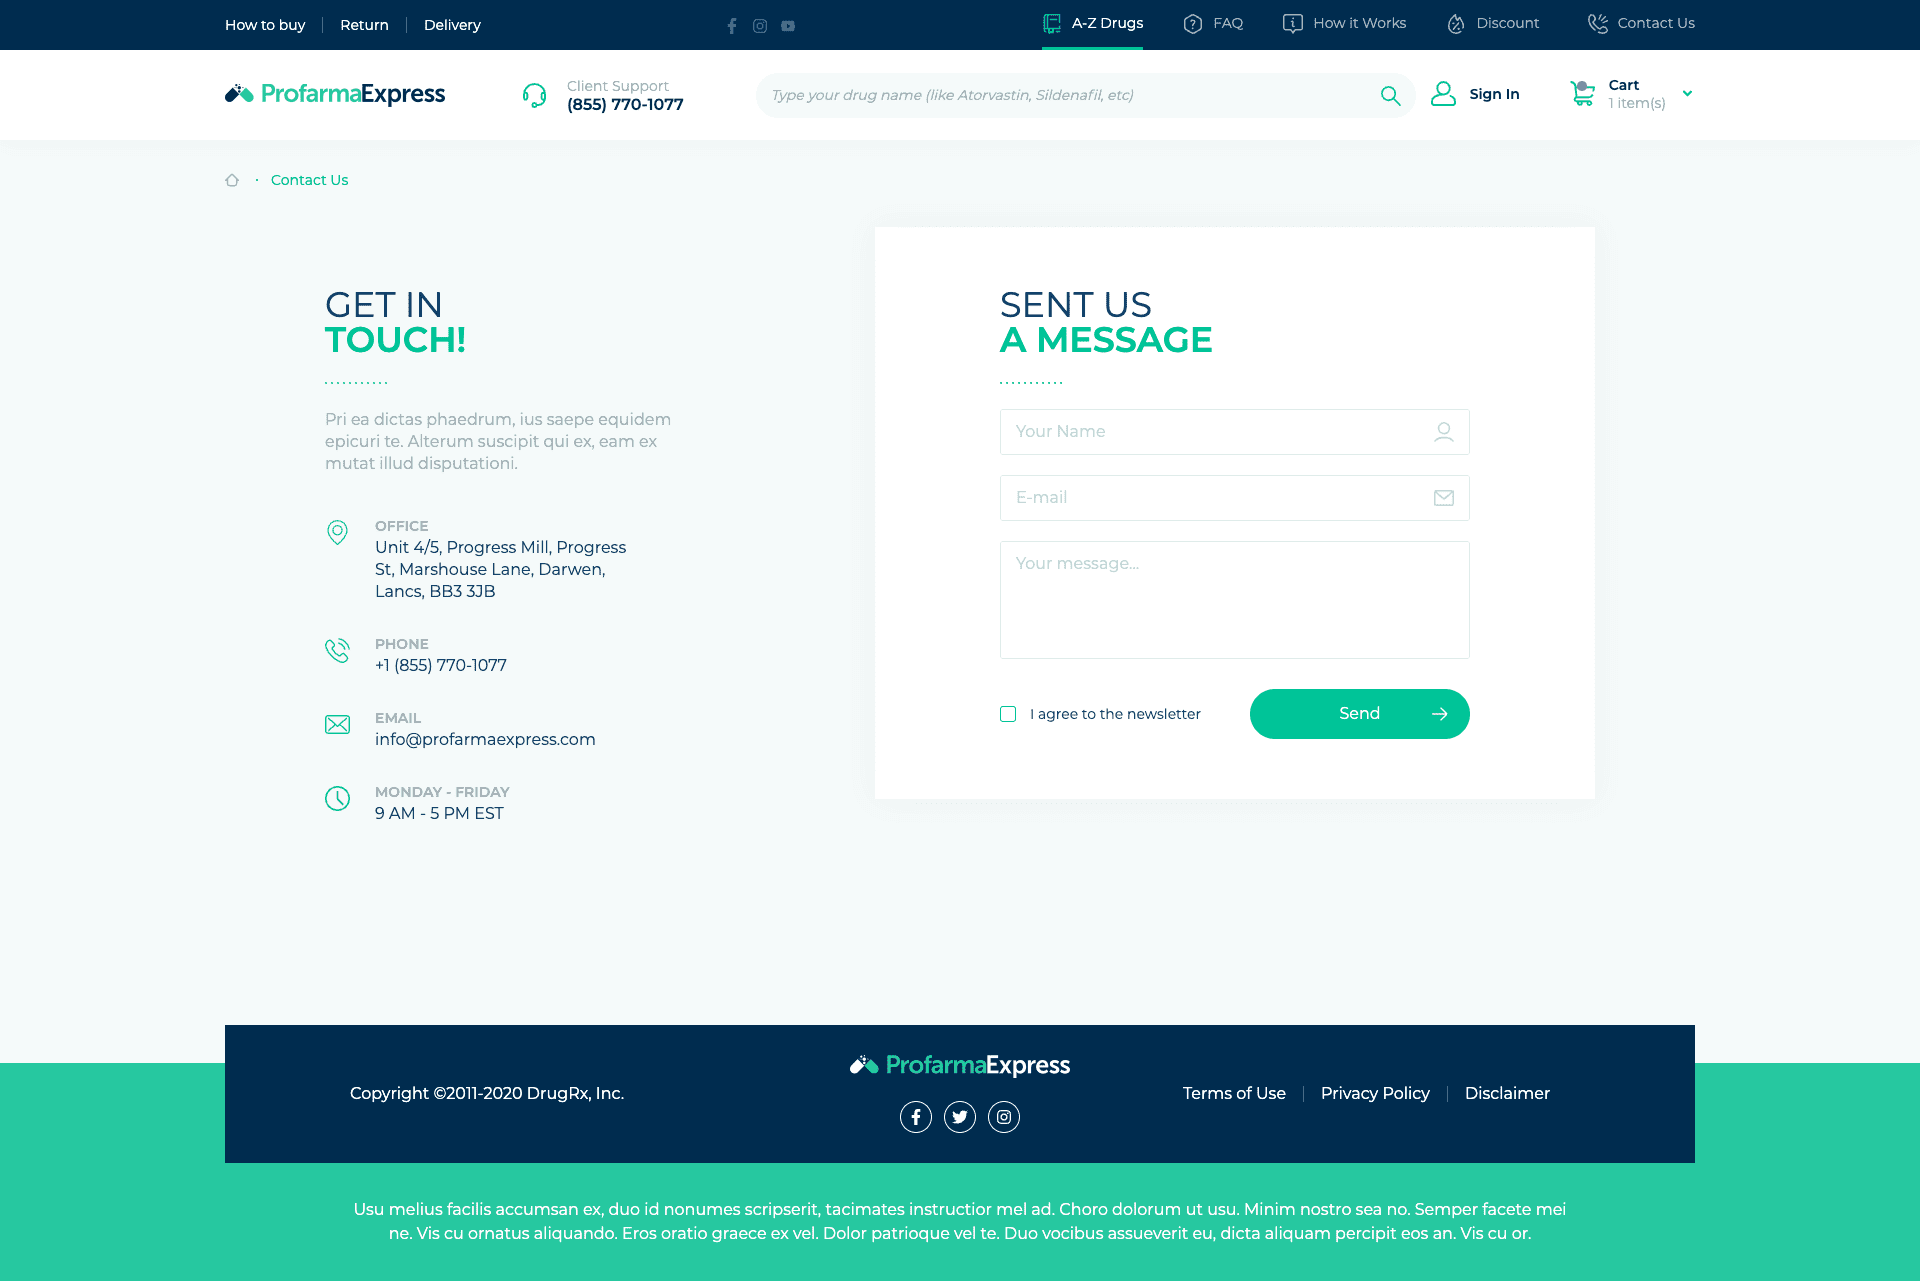 How to buy
Return
Delivery
A-Z Drugs
FAQ
How it Works
Discount
Contact Us
ProfarmaExpress
Client Support
(855) 770-1077
Type your drug name (like Atorvastin, Sildenafil, etc)
Sign In
Cart
1 item(s)
Contact Us
GET IN
TOUCH!
Pri ea dictas phaedrum, ius saepe equidem
epicuri te. Alterum suscipit qui ex, eam ex
mutat illud disputationi.
OFFICE
Unit 4/5, Progress Mill, Progress
St, Marshouse Lane, Darwen,
Lancs, BB3 3JB
PHONE
+1 (855) 770-1077
EMAIL
info@profarmaexpress.com
MONDAY - FRIDAY
9 AM - 5 PM EST
SENT US
A MESSAGE
Your Name
E-mail
Your message...
I agree to the newsletter
Send
Copyright ©2011-2020 DrugRx, Inc.
ProfarmaExpress
Terms of Use
Privacy Policy
Disclaimer
Usu melius facilis accumsan ex, duo id nonumes scripserit, tacimates instructior mel ad. Choro dolorum ut usu. Minim nostro sea no. Semper facete mei
ne. Vis cu ornatus aliquando. Eros oratio graece ex vel. Dolor patrioque vel te. Duo vocibus assueverit eu, dicta aliquam percipit eos an. Vis cu or.